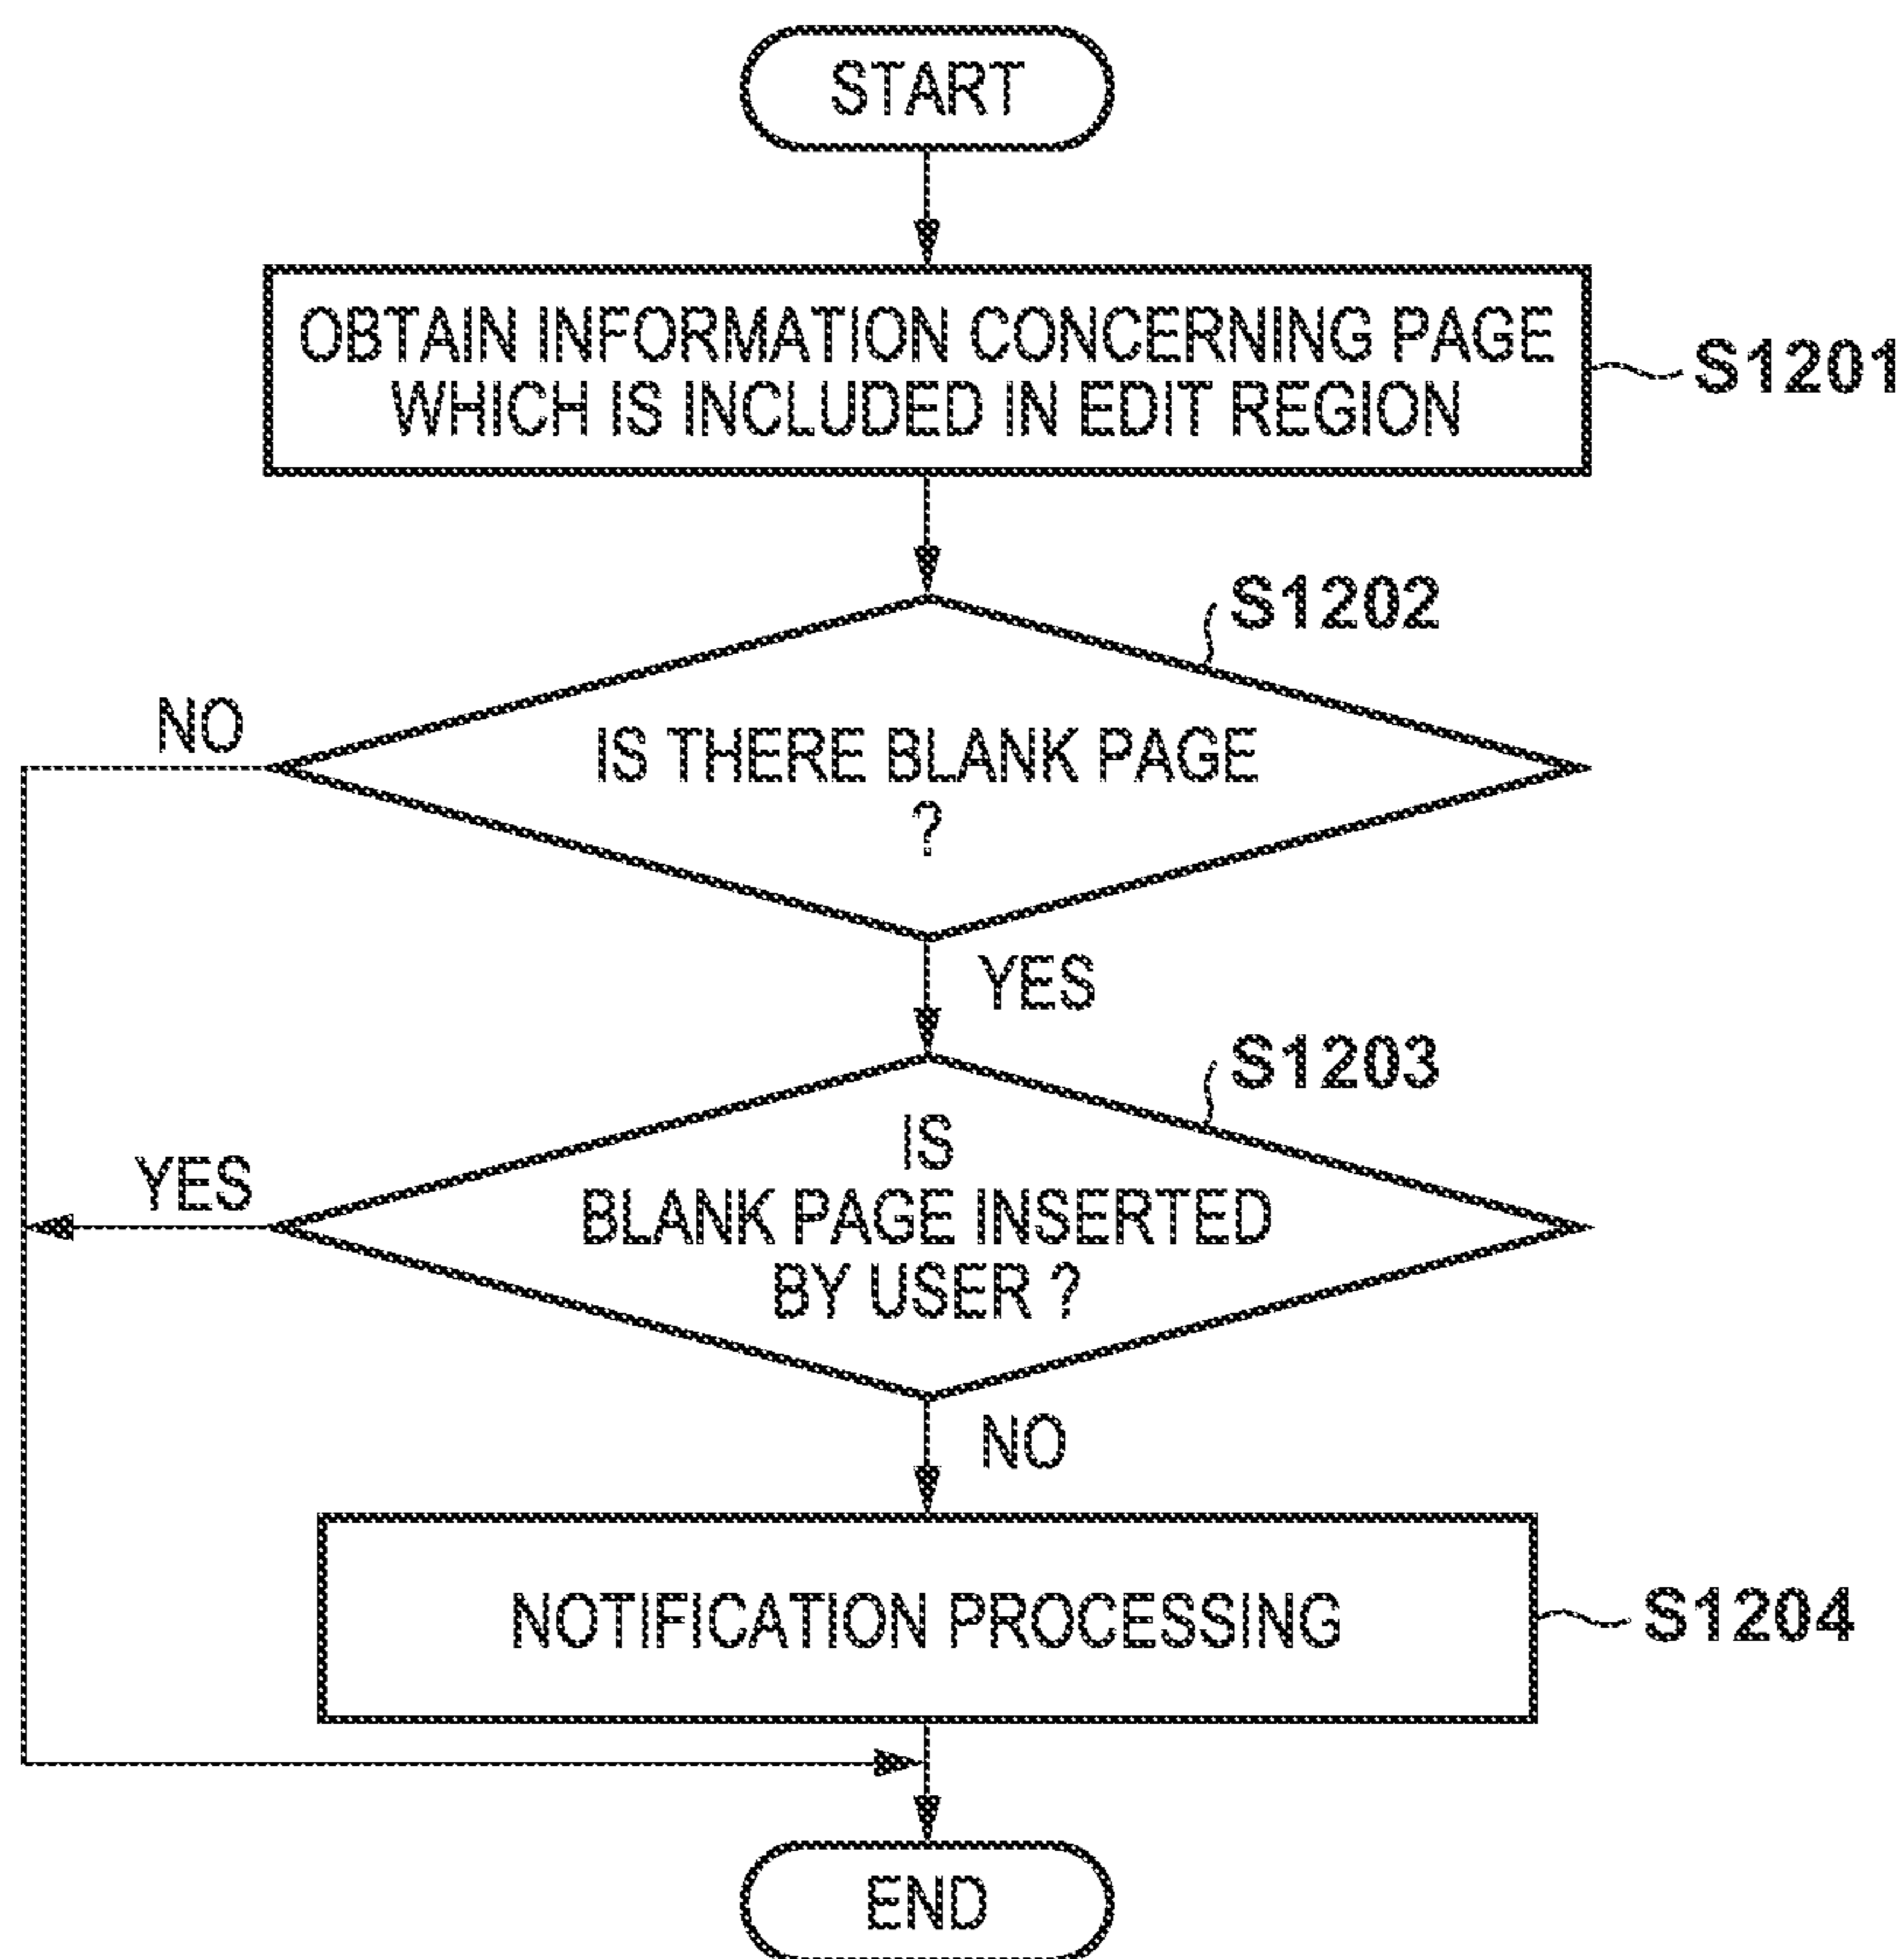 START
OBTAIN INFORMATION CONCERNING PAGE
WHICH IS INCLUDED IN EDIT REGION
S1201
S1202
NO
IS THERE BLANK PAGE
?
YES
S1203
YES
IS
BLANK PAGE INSERTED
BY USER ?
NO
NOTIFICATION PROCESSING
S1204
END